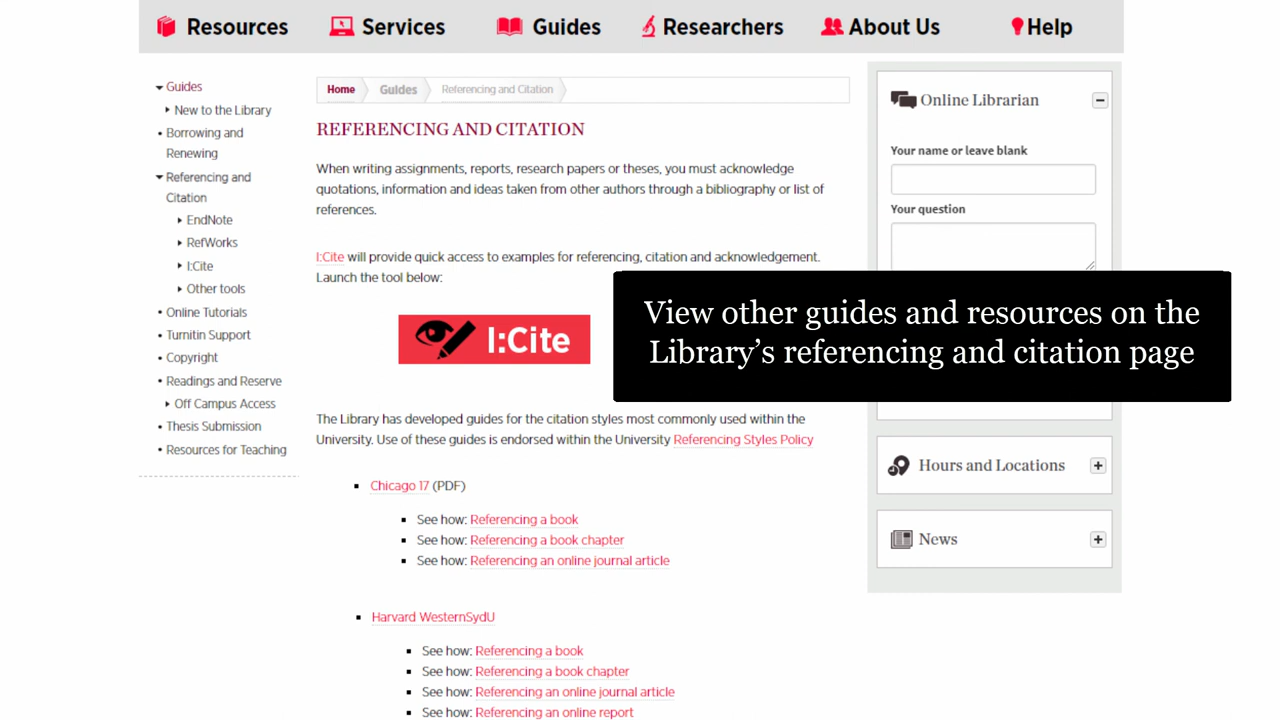 Resources
Services
Guides
Researchers
About Us
Help
Guides
New to the Library
Borrowing and
Renewing
Referencing and
Citation
EndNote
RefWorks
I:Cite
Other tools
Online Tutorials
Turnitin Support
Copyright
Readings and Reserve
Off Campus Access
Thesis Submission
Resources for Teaching
Home
Guides
Referencing and Citation
REFERENCING AND CITATION
When writing assignments, reports, research papers or theses, you must acknowledge
quotations, information and ideas taken from other authors through a bibliography or list of
references.
I:Cite will provide quick access to examples for referencing, citation and acknowledgement.
Launch the tool below:
I:Cite
The Library has developed guides for the citation styles most commonly used within the
University. Use of these guides is endorsed within the University Referencing Styles Policy
Chicago 17 (PDF)
See how: Referencing a book
See how: Referencing a book chapter
See how: Referencing an online journal article
Harvard WesternSydU
See how: Referencing a book
See how: Referencing a book chapter
See how: Referencing an online journal article
See how: Referencing an online report
Online Librarian
Your name or leave blank
Your question
View other guides and resources on the
Library’s referencing and citation page
Hours and Locations
News